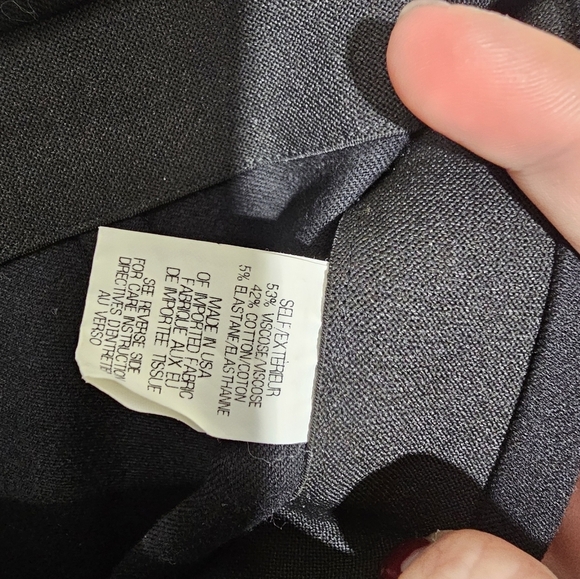 SELF/EXTERIEUR
53% VISCOSE/VISCOSE
42% COTTON/COTON
5% ELASTANE/ELASTHANNE
MADE IN USA
OF IMPORTED FABRIC
FABRIQUE AUX EU
DE IMPORTEE TISSUE
SEE REVERSE SIDE
FOR CARE INSTRUCTION
DIRECTIVES D'ENTRETIE
AU VERSO